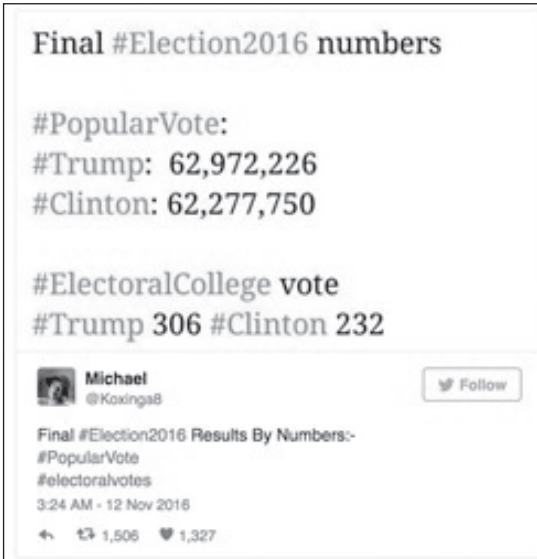 Final #Election2016 numbers
#PopularVote:
#Trump: 62,972,226
#Clinton: 62,277,750
#ElectoralCollege vote
#Trump 306 #Clinton 232
Michael
@Koxinga8
Follow
Final #Election2016 Results By Numbers:-
#PopularVote
#electoralvotes
3:24 AM - 12 Nov 2016
1,506 1,327